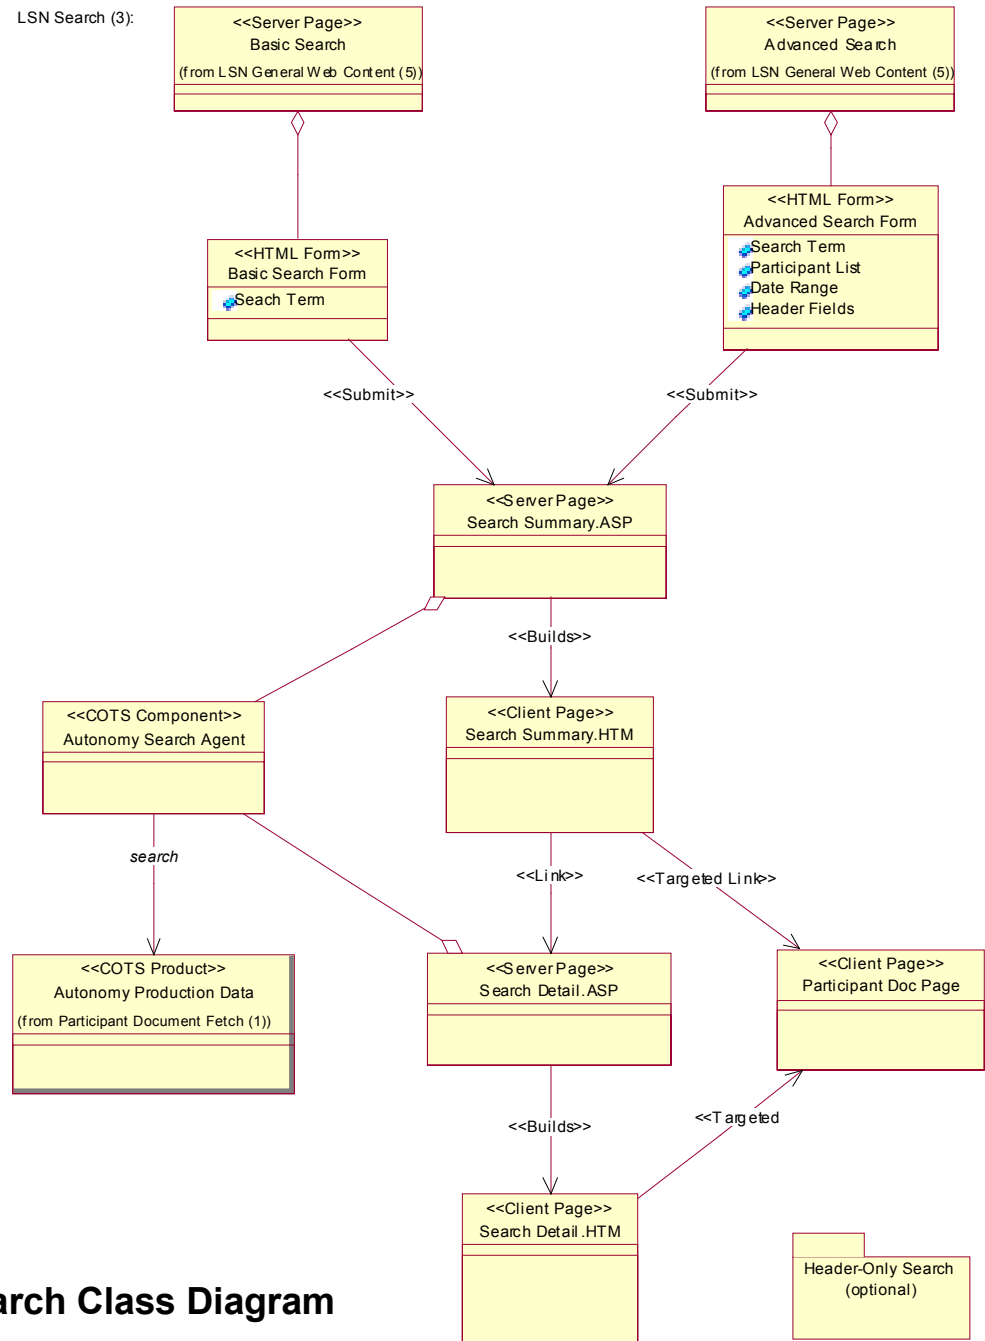 LSN Search (3):
<<Server Page>>
Basic Search
(from LSN General Web Content (5))
<<Server Page>>
Advanced Search
(from LSN General Web Content (5))
<<HTML Form>>
Basic Search Form
Seach Term
<<HTML Form>>
Advanced Search Form
Search Term
Participant List
Date Range
Header Fields
<<Submit>>
<<Submit>>
<<Server Page>>
Search Summary.ASP
<<Builds>>
<<COTS Component>>
Autonomy Search Agent
<<Client Page>>
Search Summary.HTM
search
<<Link>>
<<Targeted Link>>
<<COTS Product>>
Autonomy Production Data
(from Participant Document Fetch (1))
<<Server Page>>
Search Detail.ASP
<<Client Page>>
Participant Doc Page
<<Builds>>
<<Targeted
<<Client Page>>
Search Detail.HTM
Header-Only Search
(optional)
arch Class Diagram